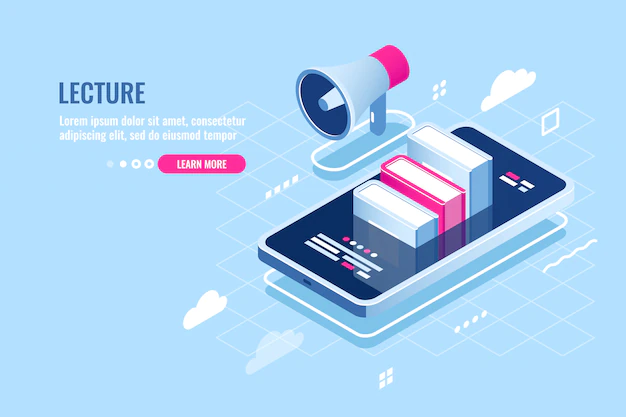 LECTURE
Lorem ipsum dolor sit amet, consectetur
adipiscing elit, sed do eiusmod tempor
LEARN MORE